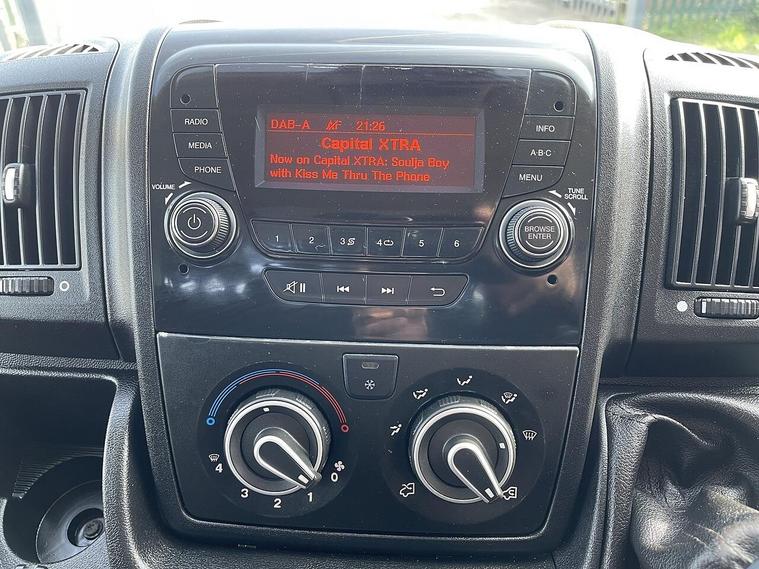 DAB-A AF 21:26
Capital XTRA
Now on Capital XTRA: Soulja Boy
with Kiss Me Thru The Phone
RADIO
MEDIA
PHONE
INFO
A·B·C
MENU
VOLUME
TUNE
SCROLL
BROWSE
ENTER
1 2 3 4 5 6
4 3 2 1 0